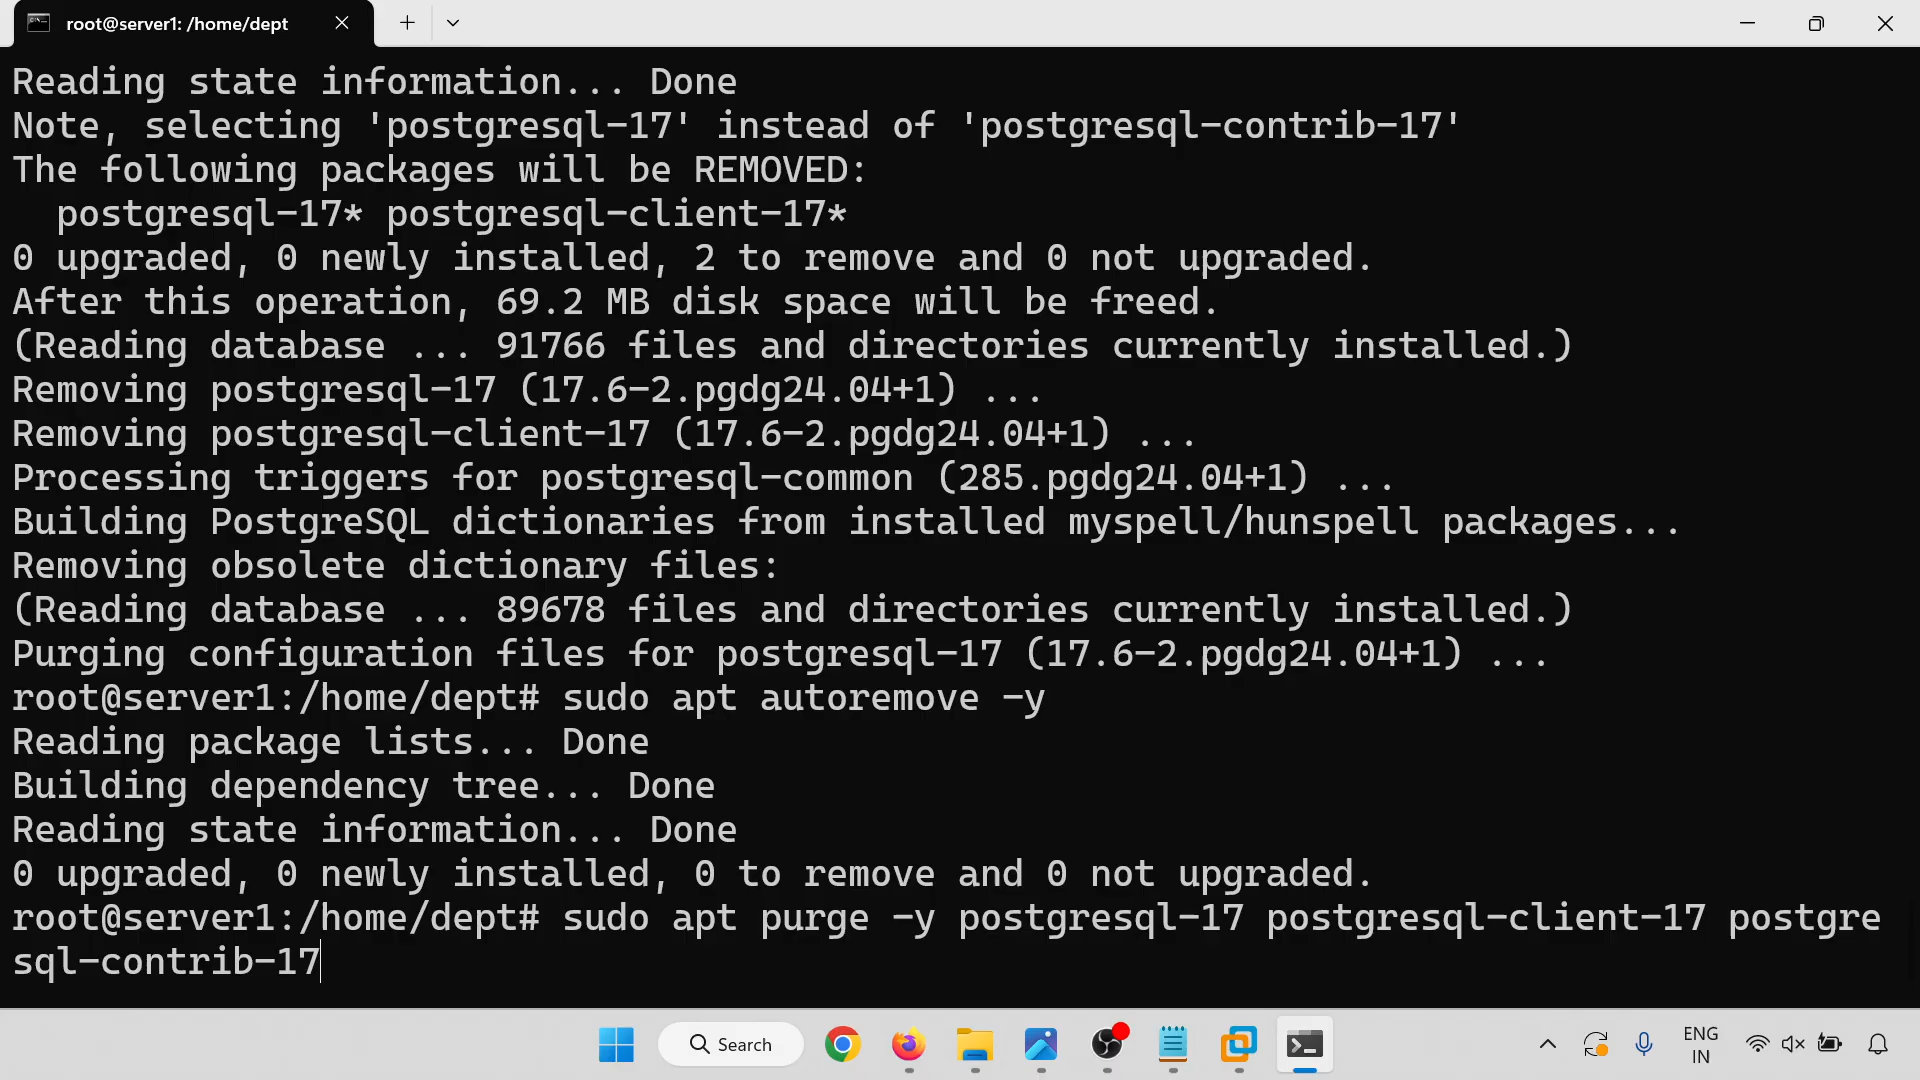 root@server1: /home/dept
Reading state information... Done
Note, selecting 'postgresql-17' instead of 'postgresql-contrib-17'
The following packages will be REMOVED:
  postgresql-17* postgresql-client-17*
0 upgraded, 0 newly installed, 2 to remove and 0 not upgraded.
After this operation, 69.2 MB disk space will be freed.
(Reading database ... 91766 files and directories currently installed.)
Removing postgresql-17 (17.6-2.pgdg24.04+1) ...
Removing postgresql-client-17 (17.6-2.pgdg24.04+1) ...
Processing triggers for postgresql-common (285.pgdg24.04+1) ...
Building PostgreSQL dictionaries from installed myspell/hunspell packages...
Removing obsolete dictionary files:
(Reading database ... 89678 files and directories currently installed.)
Purging configuration files for postgresql-17 (17.6-2.pgdg24.04+1) ...
root@server1:/home/dept# sudo apt autoremove -y
Reading package lists... Done
Building dependency tree... Done
Reading state information... Done
0 upgraded, 0 newly installed, 0 to remove and 0 not upgraded.
root@server1:/home/dept# sudo apt purge -y postgresql-17 postgresql-client-17 postgre
sql-contrib-17
Search
ENG
IN